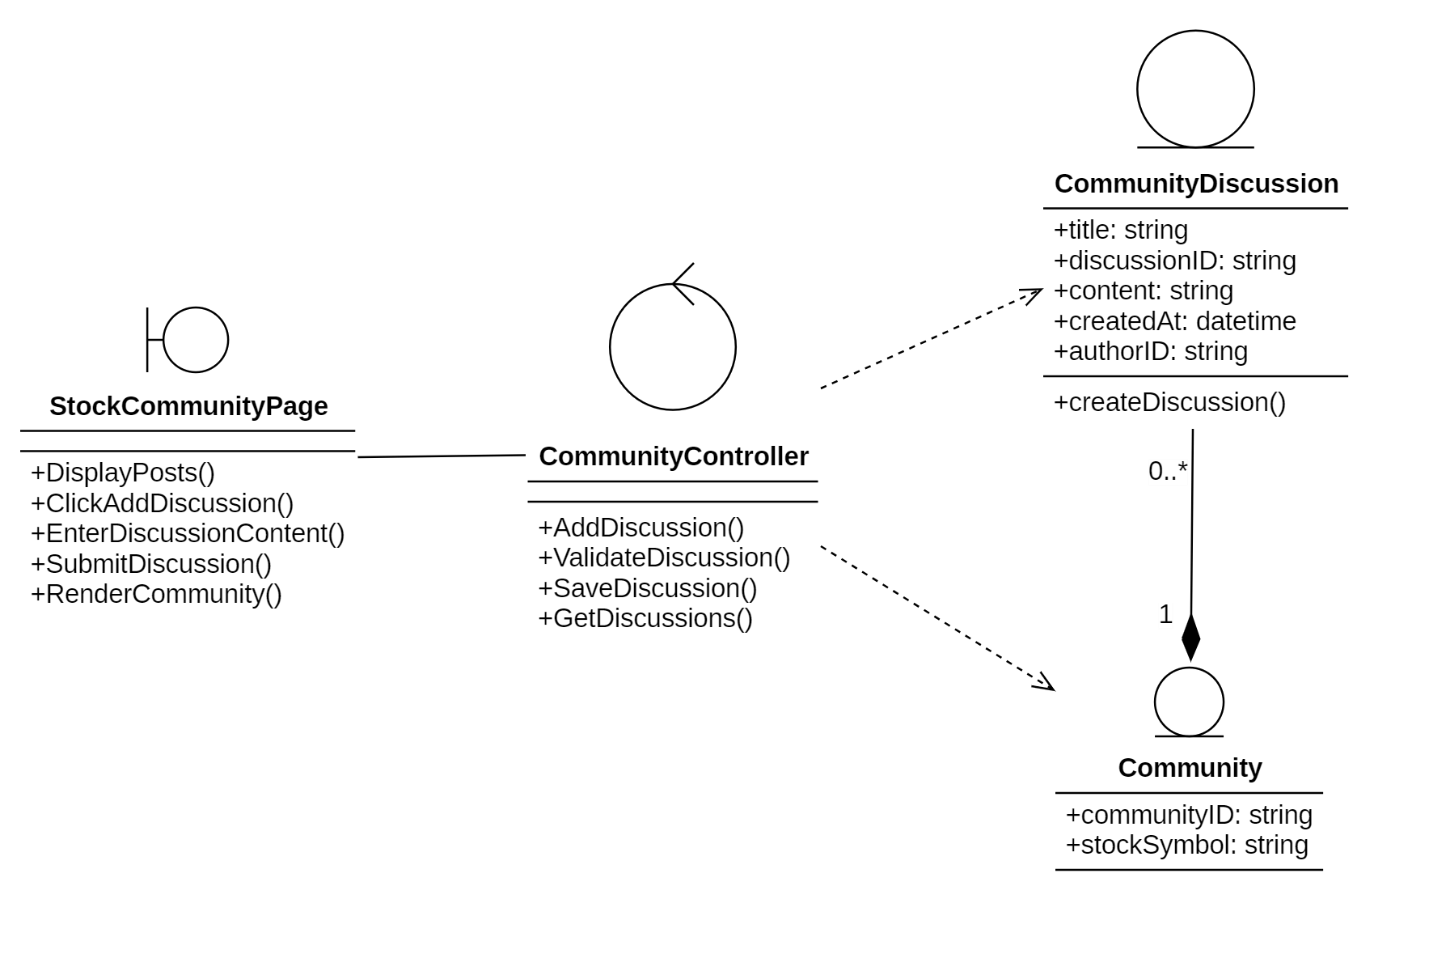 StockCommunityPage
+DisplayPosts()
+ClickAddDiscussion()
+EnterDiscussionContent()
+SubmitDiscussion()
+RenderCommunity()
CommunityController
+AddDiscussion()
+ValidateDiscussion()
+SaveDiscussion()
+GetDiscussions()
CommunityDiscussion
+title: string
+discussionID: string
+content: string
+createdAt: datetime
+authorID: string
+createDiscussion()
0..*
1
Community
+communityID: string
+stockSymbol: string